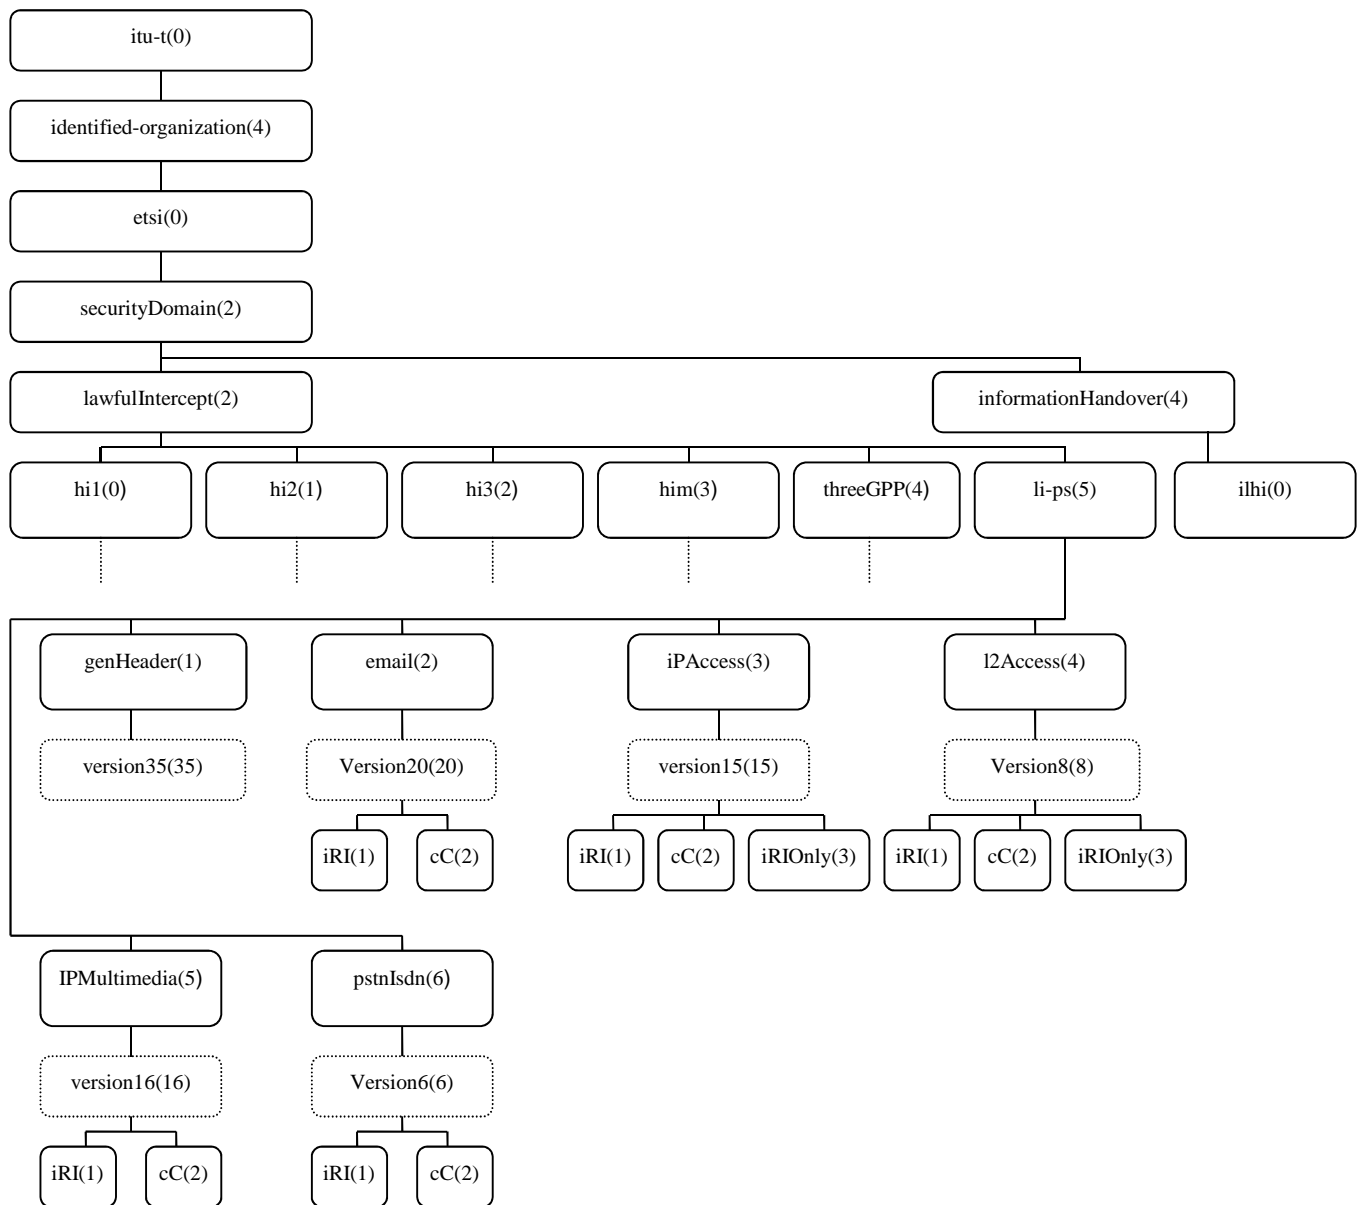 itu-t(0)
identified-organization(4)
etsi(0)
securityDomain(2)
lawfulIntercept(2)
informationHandover(4)
hi1(0)
hi2(1)
hi3(2)
him(3)
threeGPP(4)
li-ps(5)
ilhi(0)
genHeader(1)
email(2)
iPAccess(3)
l2Access(4)
version35(35)
Version20(20)
version15(15)
Version8(8)
iRI(1)
cC(2)
iRI(1)
cC(2)
iRIOnly(3)
iRI(1)
cC(2)
iRIOnly(3)
IPMultimedia(5)
pstnIsdn(6)
version16(16)
Version6(6)
iRI(1)
cC(2)
iRI(1)
cC(2)